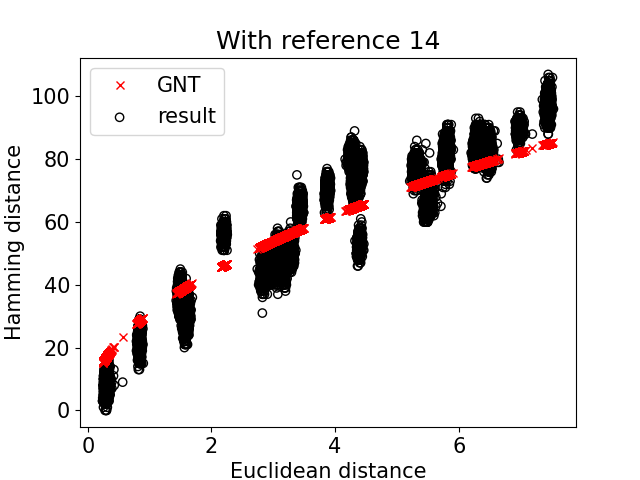 With reference 14
GNT
result
Hamming distance
100
80
60
40
20
0
0 2 4 6
Euclidean distance